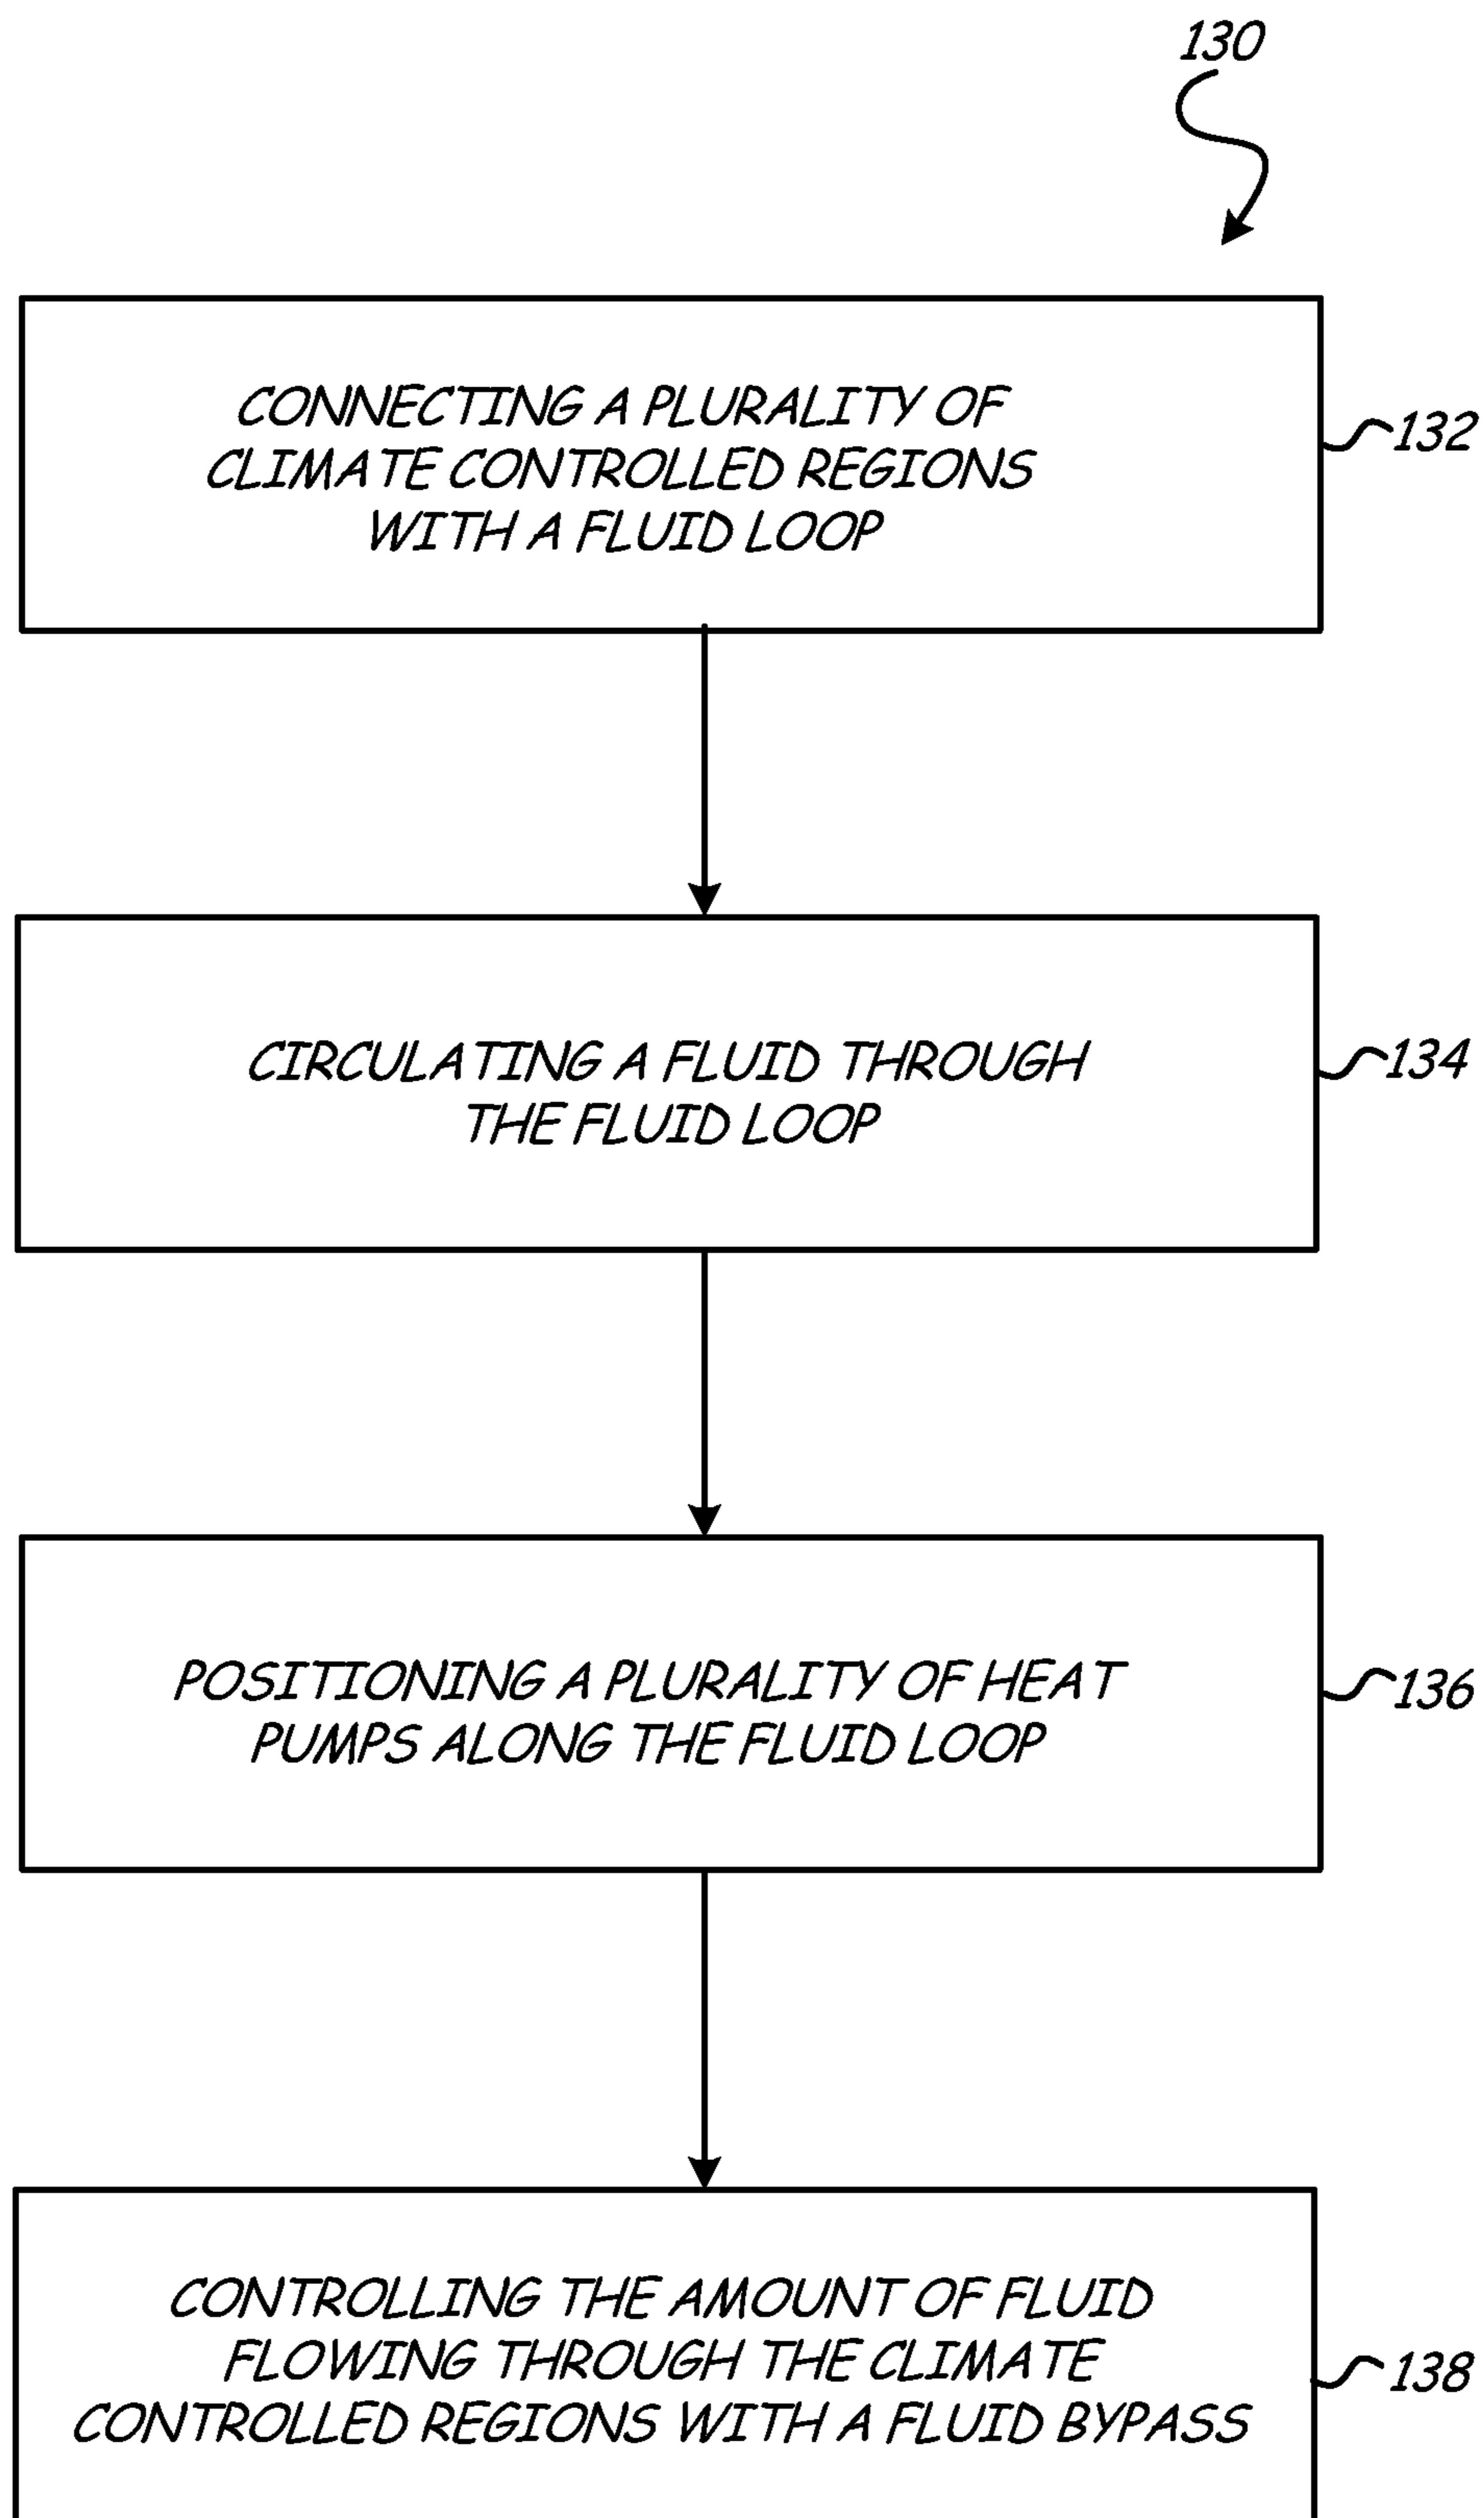 130
CONNECTING A PLURALITY OF
CLIMATE CONTROLLED REGIONS
WITH A FLUID LOOP
132
CIRCULATING A FLUID THROUGH
THE FLUID LOOP
134
POSITIONING A PLURALITY OF HEAT
PUMPS ALONG THE FLUID LOOP
136
CONTROLLING THE AMOUNT OF FLUID
FLOWING THROUGH THE CLIMATE
CONTROLLED REGIONS WITH A FLUID BYPASS
138